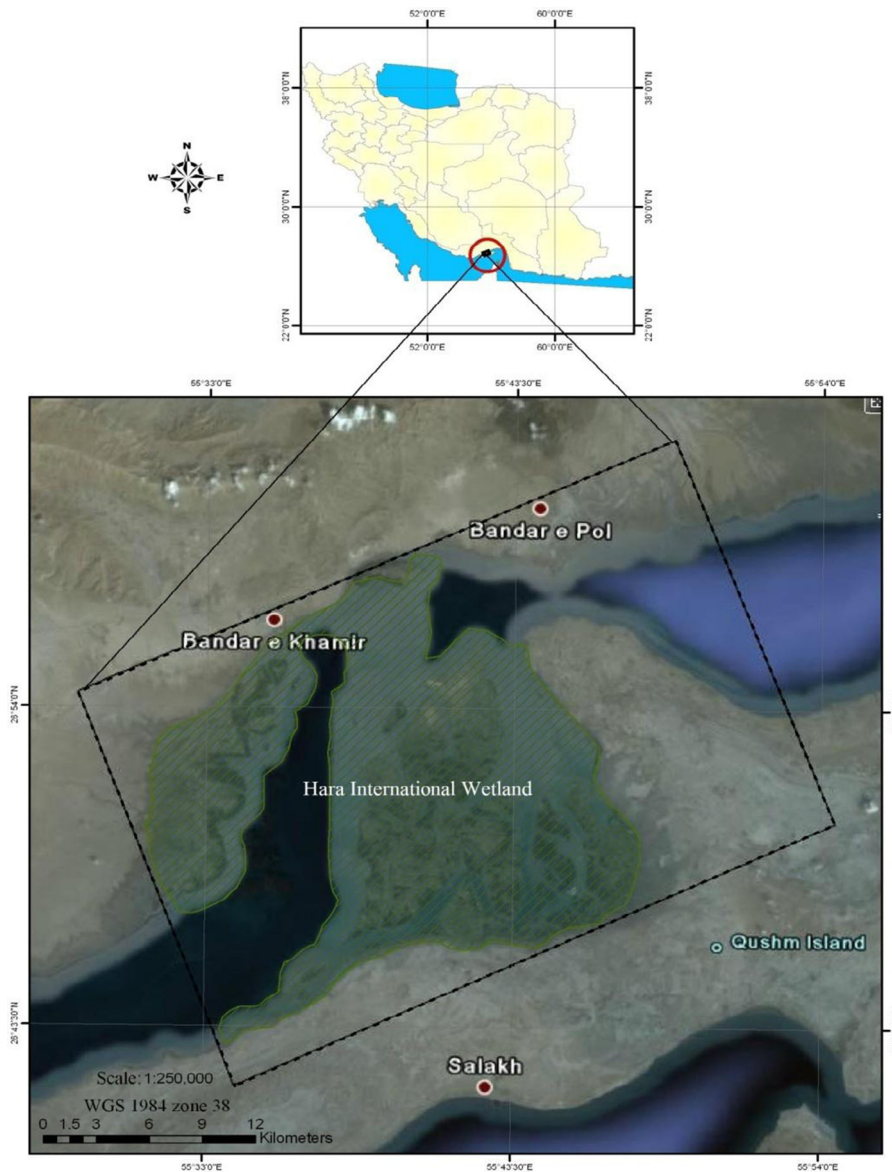 52°0'0"E 60°0'0"E
38°0'0"N 38°0'0"N
N
W E
S
30°0'0"N 30°0'0"N
22°0'0"N 22°0'0"N
52°0'0"E 60°0'0"E
55°33'0"E 55°43'30"E 55°54'0"E
Bandar e Pol
Bandar e Khamir
26°54'0"N
Hara International Wetland
Qushm Island
26°43'30"N
Salakh
Scale: 1:250,000
WGS 1984 zone 38
0 1.5 3 6 9 12
Kilometers
55°33'0"E 55°43'30"E 55°54'0"E